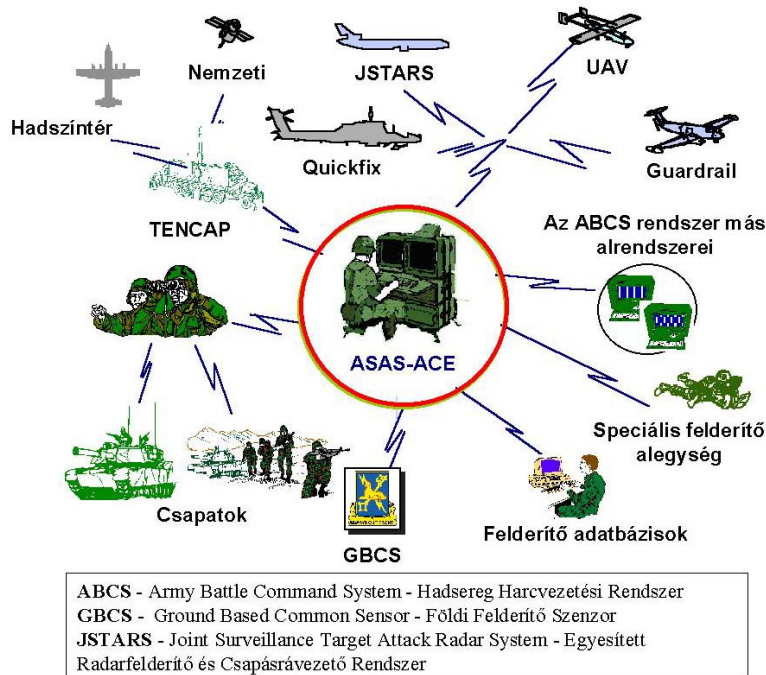 Nemzeti
JSTARS
UAV
Hadszíntér
Quickfix
Guardrail
TENCAP
Az ABCS rendszer más
alrendszerei
ASAS-ACE
Speciális felderítő
alegység
Csapatok
GBCS
Felderítő adatbázisok
ABCS - Army Battle Command System - Hadsereg Harcvezetési Rendszer
GBCS - Ground Based Common Sensor - Földi Felderítő Szenzor
JSTARS - Joint Surveillance Target Attack Radar System - Egyesített
Radarfelderítő és Csapásrávezető Rendszer